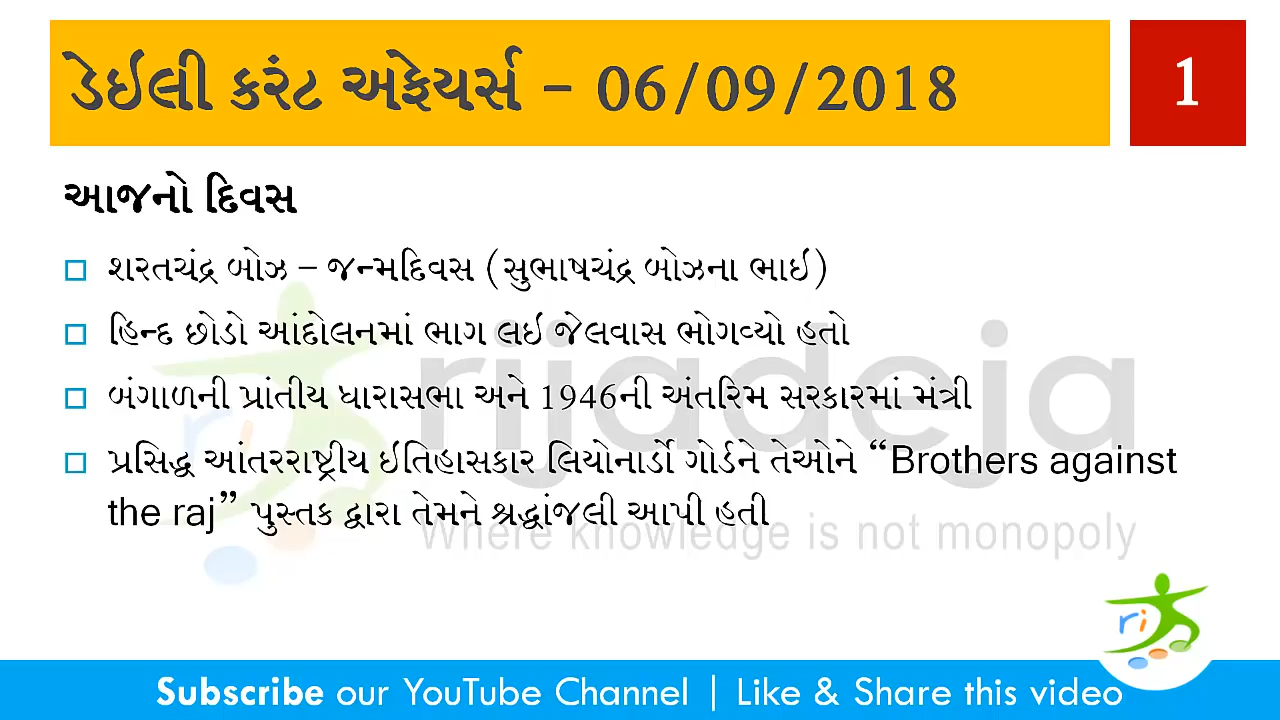 ડેઈલી કરંટ અફેયર્સ – 06/09/2018
1
આજનો દિવસ
શરતચંદ્ર બોઝ – જન્મદિવસ (સુભાષચંદ્ર બોઝના ભાઈ)
હિન્દ છોડો આંદોલનમાં ભાગ લઇ જેલવાસ ભોગવ્યો હતો
બંગાળની પ્રાંતીય ધારાસભા અને 1946ની અંતરિમ સરકારમાં મંત્રી
પ્રસિદ્ધ આંતરરાષ્ટ્રીય ઇતિહાસકાર લિયોનાર્ડો ગોર્ડને તેઓને “Brothers against
the raj” પુસ્તક દ્વારા તેમને શ્રદ્ધાંજલી આપી હતી
rijadeja
Where knowledge is not monopoly
ri
ri
Subscribe our YouTube Channel | Like & Share this video